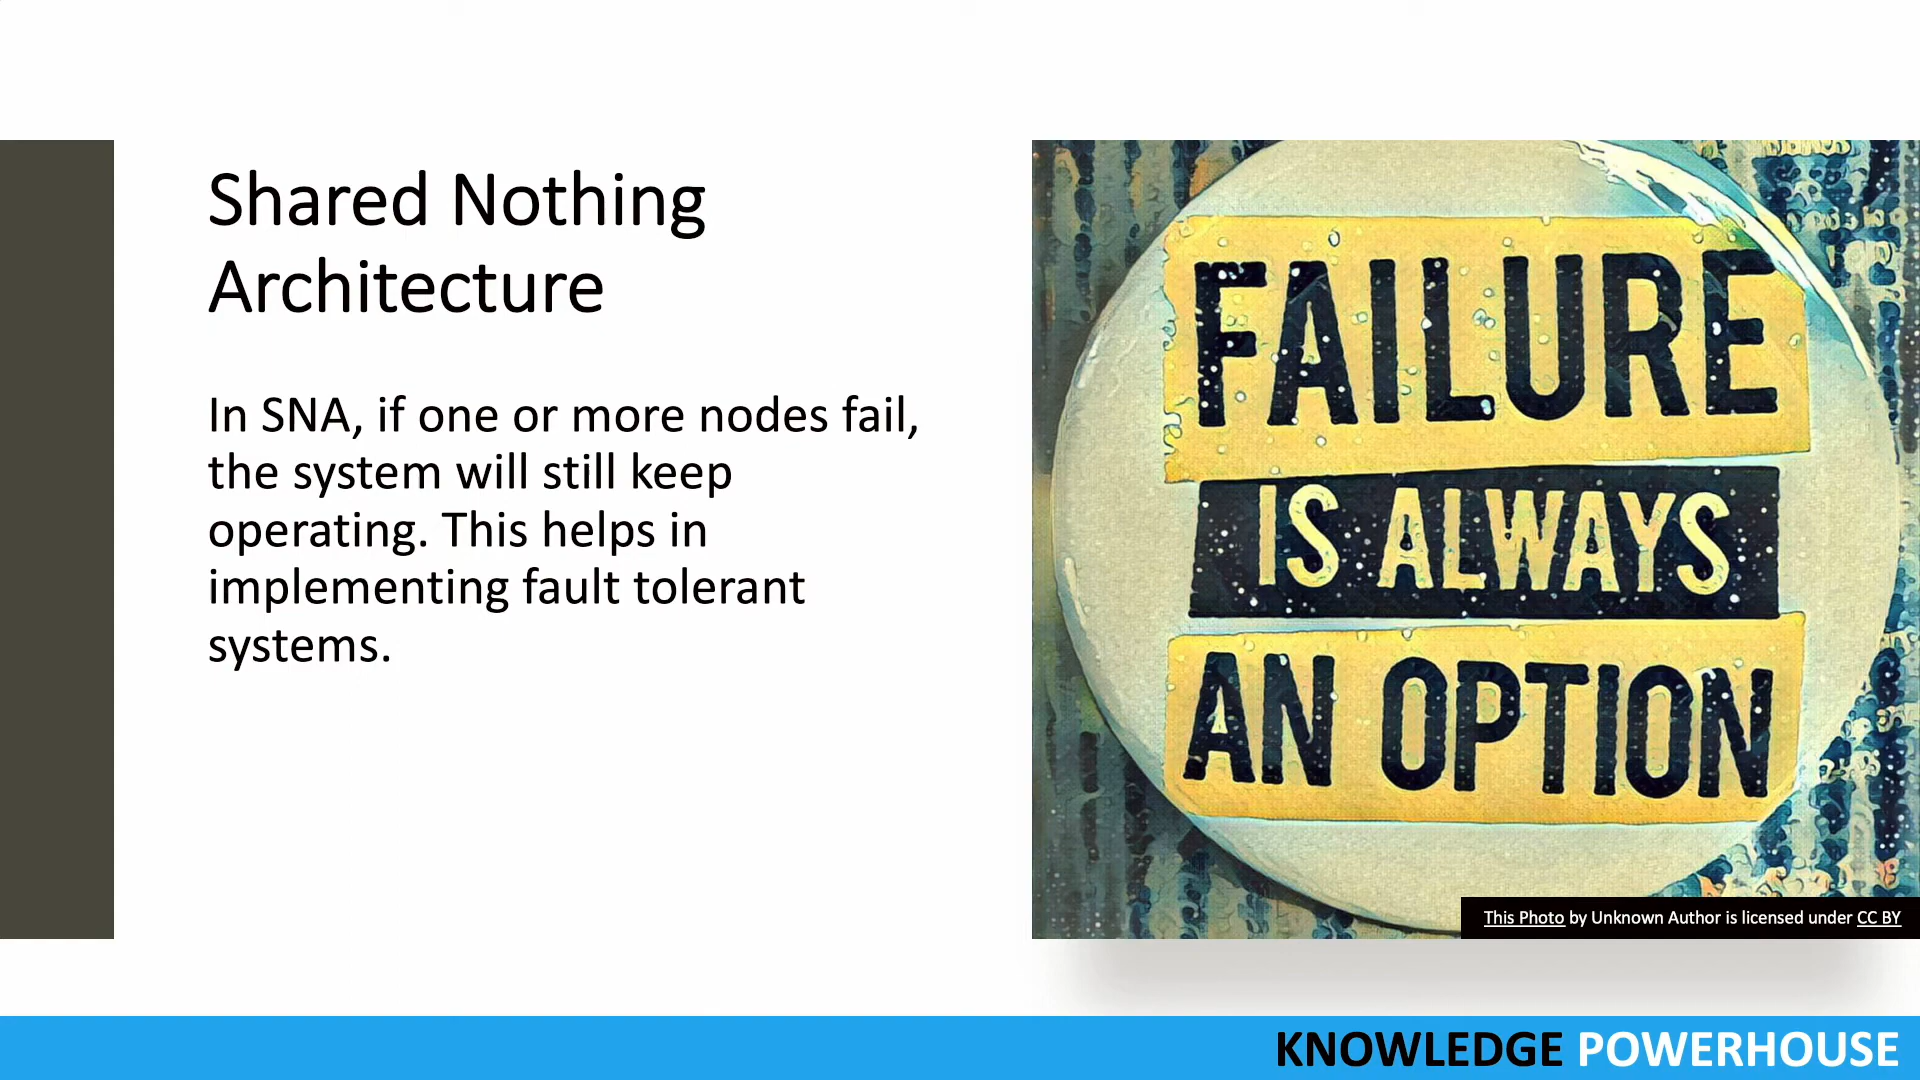 Shared Nothing
Architecture
In SNA, if one or more nodes fail,
the system will still keep
operating. This helps in
implementing fault tolerant
systems.
FAILURE
IS ALWAYS
AN OPTION
This Photo by Unknown Author is licensed under CC BY
KNOWLEDGE POWERHOUSE